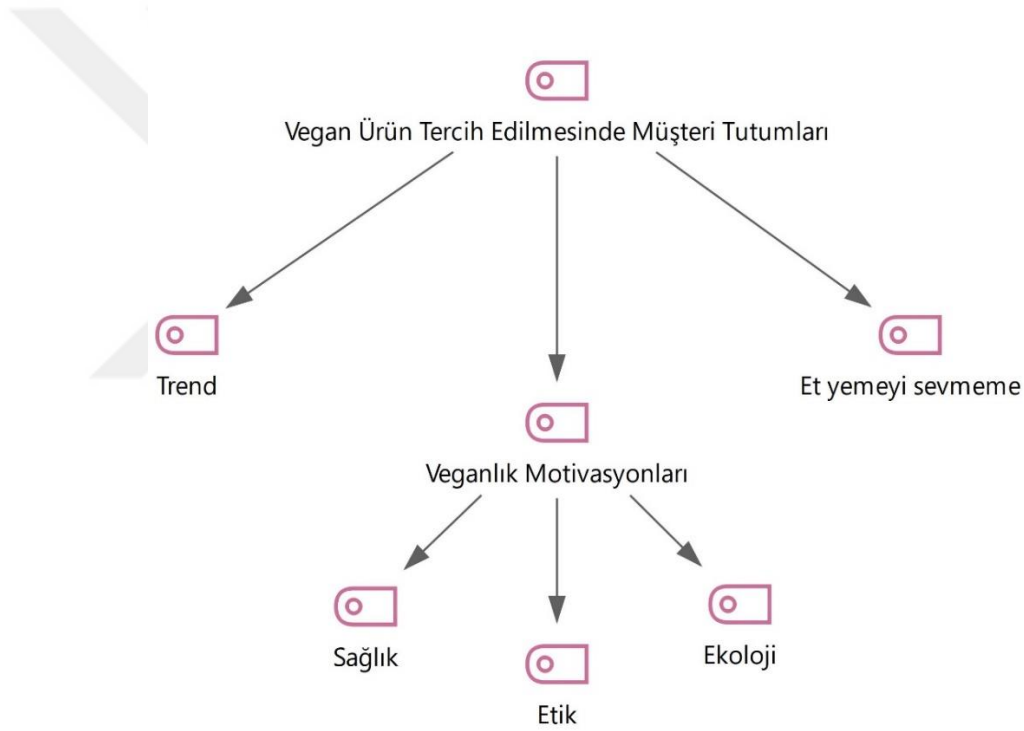 Vegan Ürün Tercih Edilmesinde Müşteri Tutumları
Trend
Et yemeyi sevmeme
Veganlık Motivasyonları
Sağlık
Ekoloji
Etik